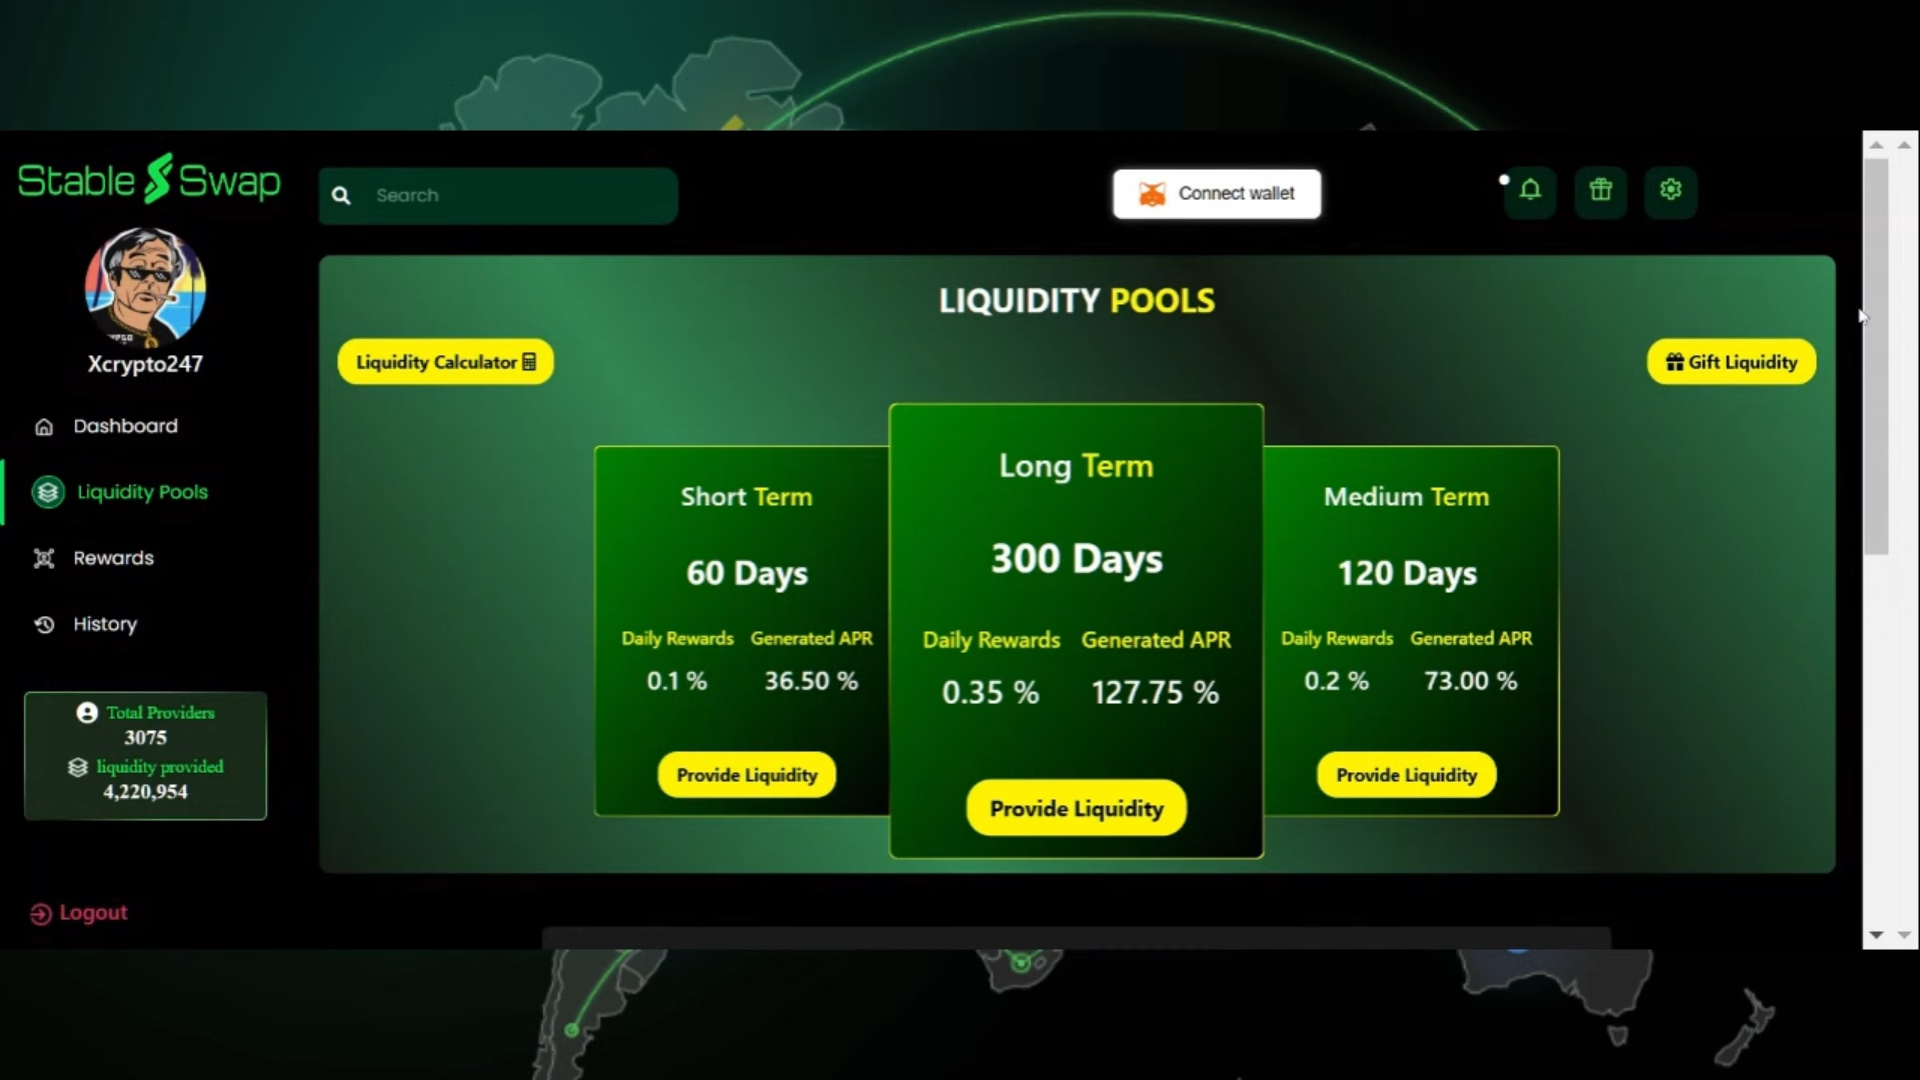 Stable Swap
Search
Connect wallet
Xcrypto247
Dashboard
Liquidity Pools
Rewards
History
Total Providers
3075
liquidity provided
4,220,954
Logout
LIQUIDITY POOLS
Liquidity Calculator
Gift Liquidity
Short Term
60 Days
Daily Rewards Generated APR
0.1 % 36.50 %
Provide Liquidity
Long Term
300 Days
Daily Rewards Generated APR
0.35 % 127.75 %
Provide Liquidity
Medium Term
120 Days
Daily Rewards Generated APR
0.2 % 73.00 %
Provide Liquidity